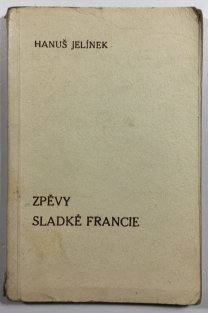 HANUŠ JELÍNEK
ZPĚVY
SLADKÉ FRANCIE